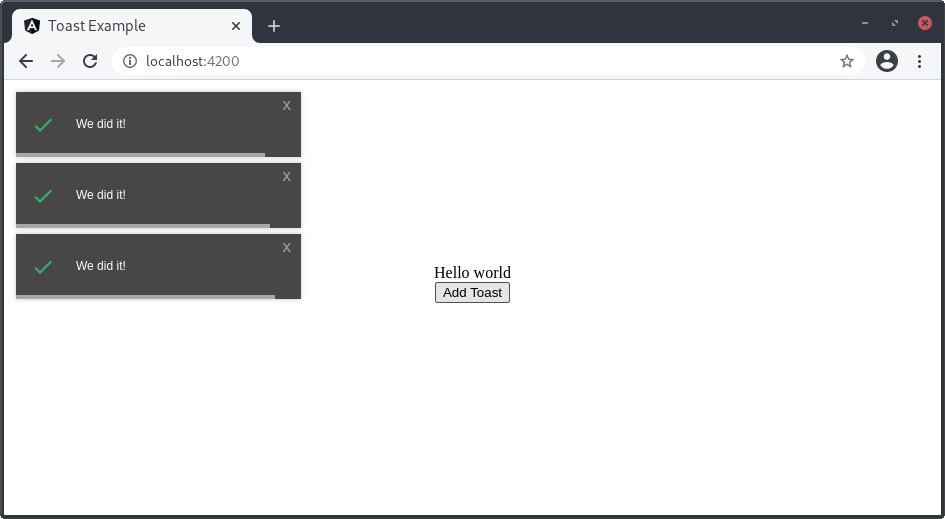 Toast Example
localhost:4200
X
We did it!
X
We did it!
X
We did it!
Hello world
Add Toast